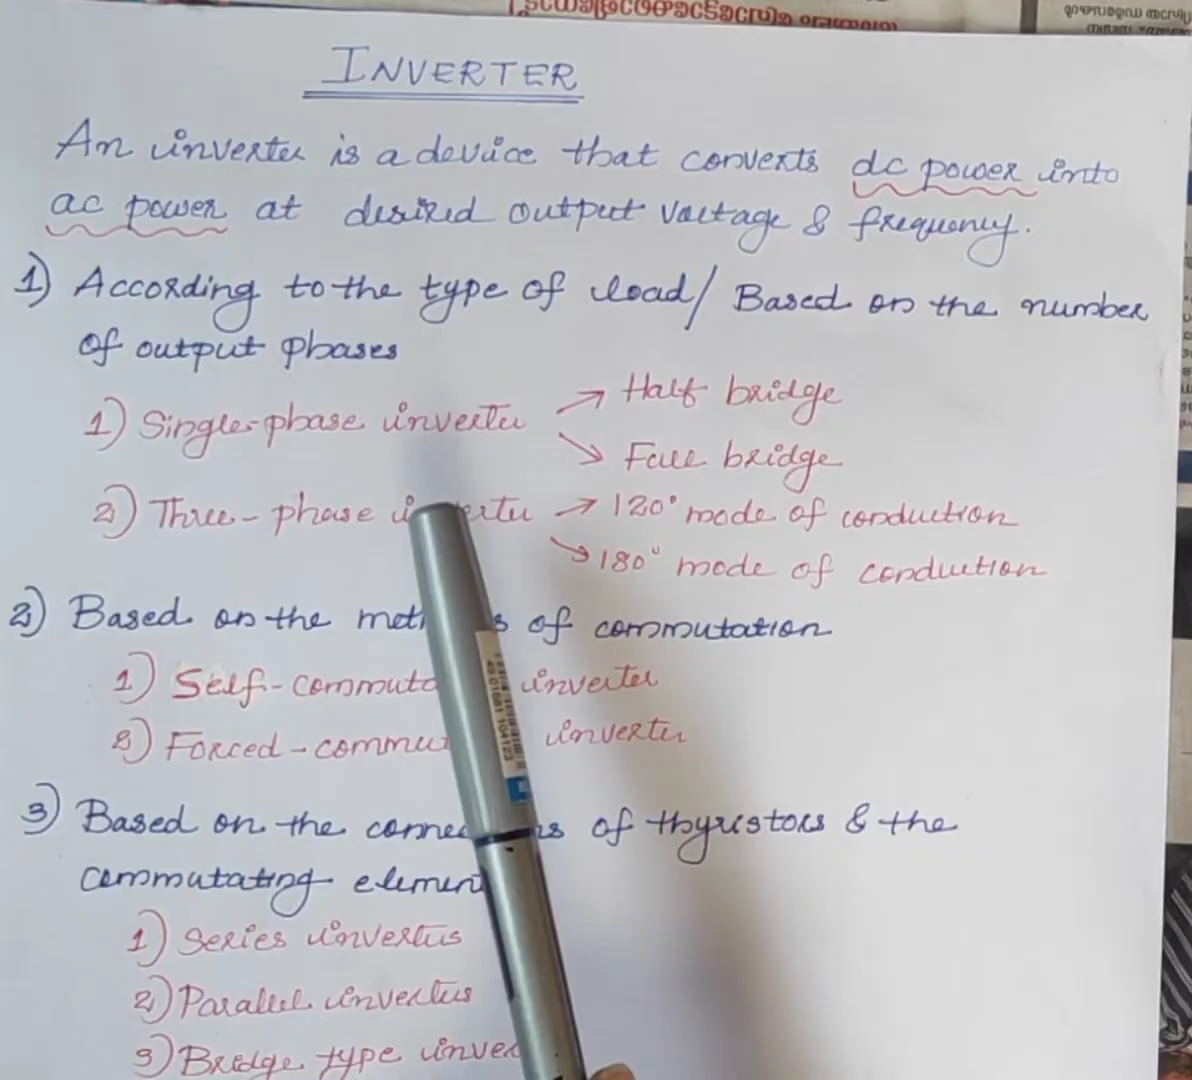 INVERTER
An inverter is a device that converts dc power into
ac power at desired output voltage & frequency.
1) According to the type of load/ Based on the number
of output phases
1) Single-phase inverter → Half bridge
↘ Full bridge
2) Three-phase → 120° mode of conduction
↘ 180° mode of conduction
2) Based on the of commutation
1) Self- inverter
2) Forced- inverter
3) Based on the of thyristors & the
commutating
1) Series inverters
2) Parallel inverters
3) Bridge type